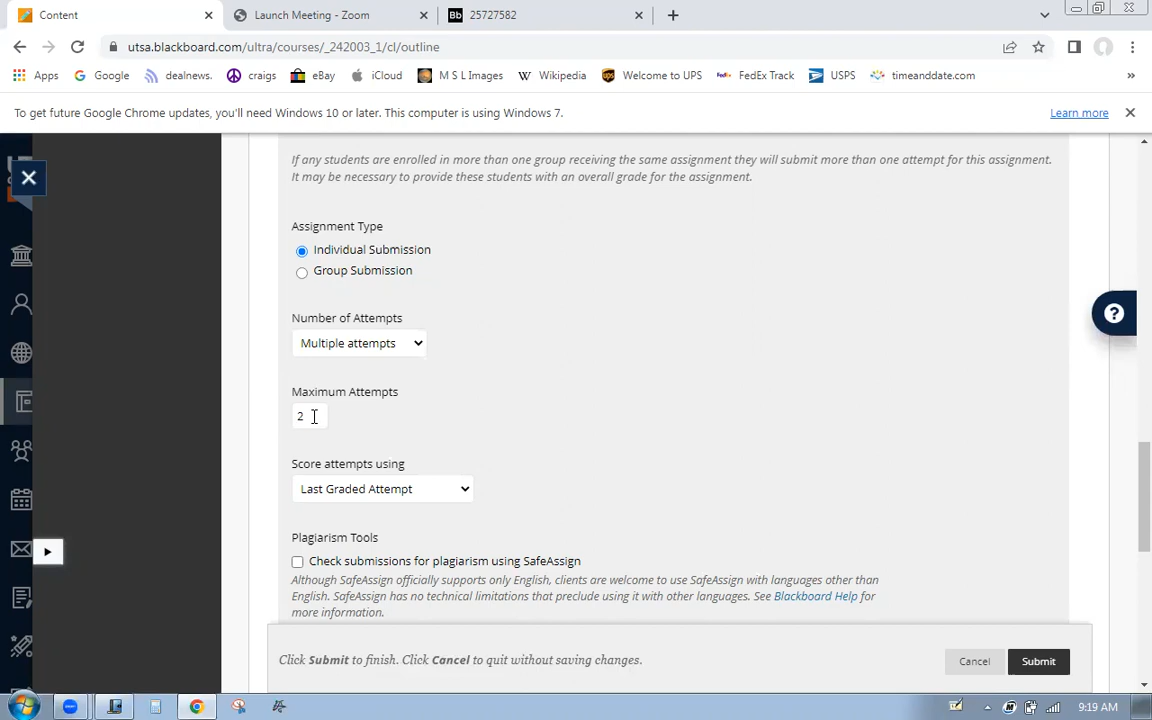 Content
Launch Meeting - Zoom
Bb 25727582
utsa.blackboard.com/ultra/courses/_242003_1/cl/outline
Apps Google dealnews. craigs eBay iCloud M S L Images Wikipedia Welcome to UPS FedEx Track USPS timeanddate.com
To get future Google Chrome updates, you'll need Windows 10 or later. This computer is using Windows 7. Learn more
If any students are enrolled in more than one group receiving the same assignment they will submit more than one attempt for this assignment.
It may be necessary to provide these students with an overall grade for the assignment.
Assignment Type
Individual Submission
Group Submission
Number of Attempts
Multiple attempts
Maximum Attempts
2
Score attempts using
Last Graded Attempt
Plagiarism Tools
Check submissions for plagiarism using SafeAssign
Although SafeAssign officially supports only English, clients are welcome to use SafeAssign with languages other than
English. SafeAssign has no technical limitations that preclude using it with other languages. See Blackboard Help for
more information.
Click Submit to finish. Click Cancel to quit without saving changes.
Cancel Submit
9:19 AM